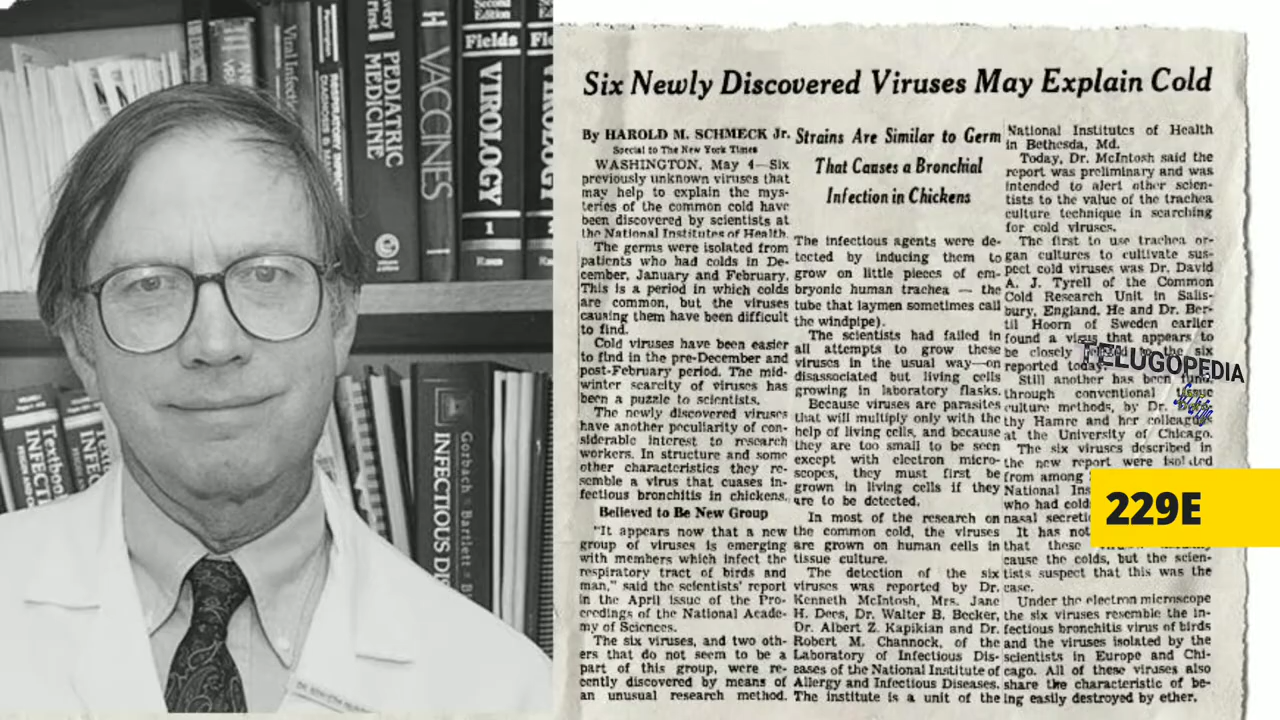 Viral Infections
PEDIATRIC
MEDICINE
VACCINES
Second
Edition
Fields
VIROLOGY
1
Raven
Textbook
INFECTIOUS DI
Gorbach • Bartlett • B
Six Newly Discovered Viruses May Explain Cold
By HAROLD M. SCHMECK Jr.
Special to The New York Times
WASHINGTON, May 4—Six
previously unknown viruses that
may help to explain the mys-
teries of the common cold have
been discovered by scientists at
the National Institutes of Health.
The germs were isolated from
patients who had colds in De-
cember, January and February.
This is a period in which colds
are common, but the viruses
causing them have been difficult
to find.
Cold viruses have been easier
to find in the pre-December and
post-February period. The mid-
winter scarcity of viruses has
been a puzzle to scientists.
The newly discovered viruses
have another peculiarity of con-
siderable interest to research
workers. In structure and some
other characteristics they re-
semble a virus that cuases in-
fectious bronchitis in chickens.
Believed to Be New Group
"It appears now that a new
group of viruses is emerging
with members which infect the
respiratory tract of birds and
man," said the scientists' report
in the April issue of the Pro-
ceedings of the National Acade-
my of Sciences.
The six viruses, and two oth-
ers that do not seem to be a
part of this group, were re-
cently discovered by means of
an unusual research method.
Strains Are Similar to Germ
That Causes a Bronchial
Infection in Chickens
The infectious agents were de-
tected by inducing them to
grow on little pieces of em-
bryonic human trachea — the
tube that laymen sometimes call
the windpipe).
The scientists had failed in
all attempts to grow these
viruses in the usual way—on
disassociated but living cells
growing in laboratory flasks.
Because viruses are parasites
that will multiply only with the
help of living cells, and because
they are too small to be seen
except with electron micro-
scopes, they must first be
grown in living cells if they
are to be detected.
In most of the research on
the common cold, the viruses
are grown on human cells in
tissue culture.
The detection of the six
viruses was reported by Dr.
Kenneth McIntosh, Mrs. Jane
H. Dees, Dr. Walter B. Becker,
Dr. Albert Z. Kapikian and Dr.
Robert M. Channock, of the
Laboratory of Infectious Dis-
eases of the National Institute of
Allergy and Infectious Diseases.
The institute is a unit of the
National Institutes of Health
in Bethesda, Md.
Today, Dr. McIntosh said the
report was preliminary and was
intended to alert other scien-
tists to the value of the trachea
culture technique in searching
for cold viruses.
The first to use trachea or-
gan cultures to cultivate sus-
pect cold viruses was Dr. David
A. J. Tyrell of the Common
Cold Research Unit in Salis-
bury, England. He and Dr. Ber-
til Hoorn of Sweden earlier
found a virus that appears to
be closely to the six
reported today.
Still another has been
through conventional tissue
culture methods, by Dr.
thy Hamre and her colleagues
at the University of Chicago.
The six viruses described in
the new report were isolated
from among
National Ins
who had cold
nasal secreti
It has not
that these
cause the colds, but the scien-
tists suspect that this was the
case.
Under the electron microscope
the six viruses resemble the in-
fectious bronchitis virus of birds
and the viruses isolated by the
scientists in Europe and Chi-
cago. All of these viruses also
share the characteristic of be-
ing easily destroyed by ether.
TELUGOPEDIA
229E